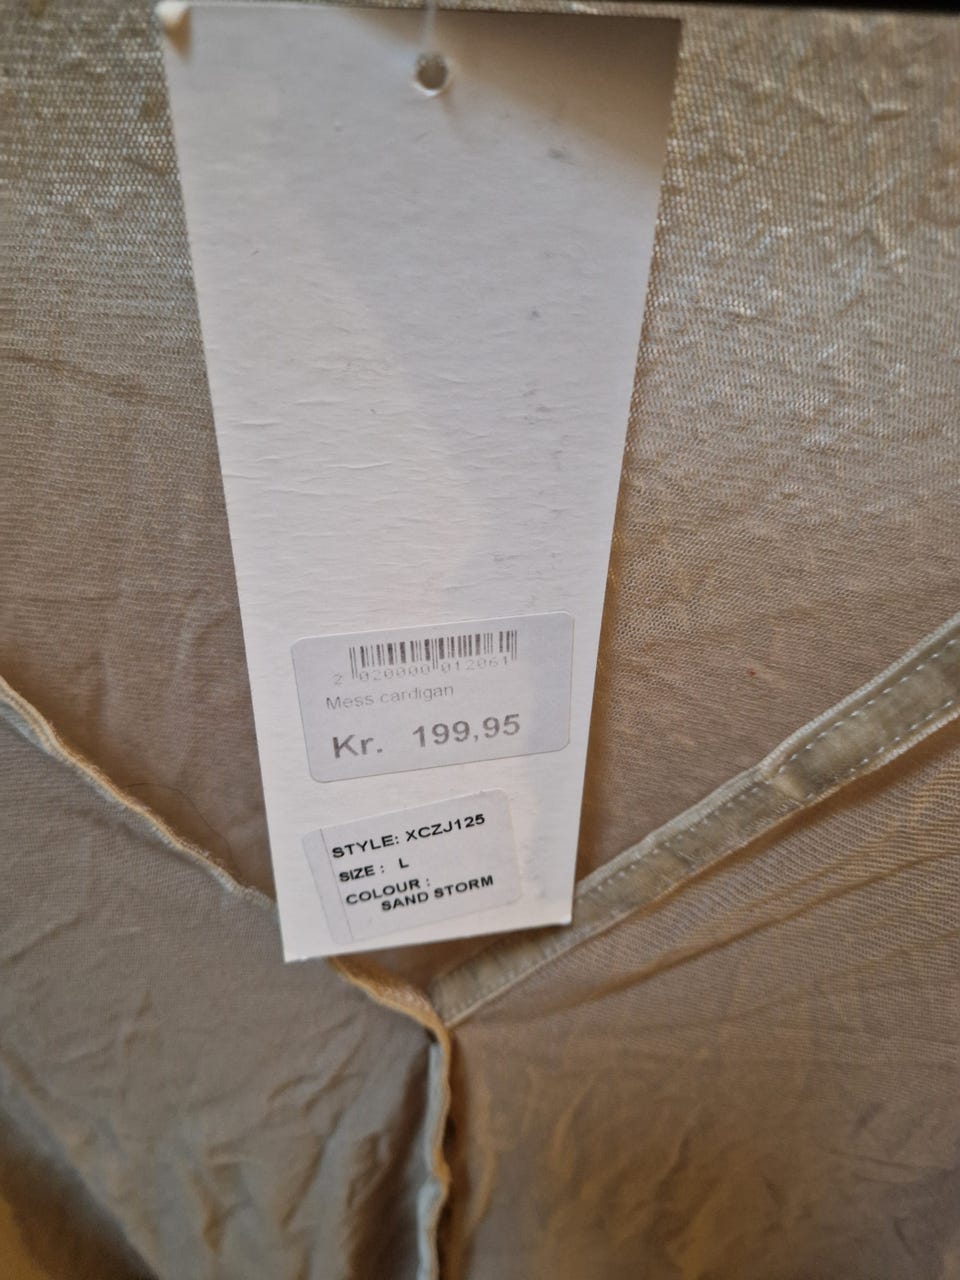 2 020000 012061
Mess cardigan
Kr. 199,95
STYLE: XCZJ125
SIZE : L
COLOUR :
SAND STORM